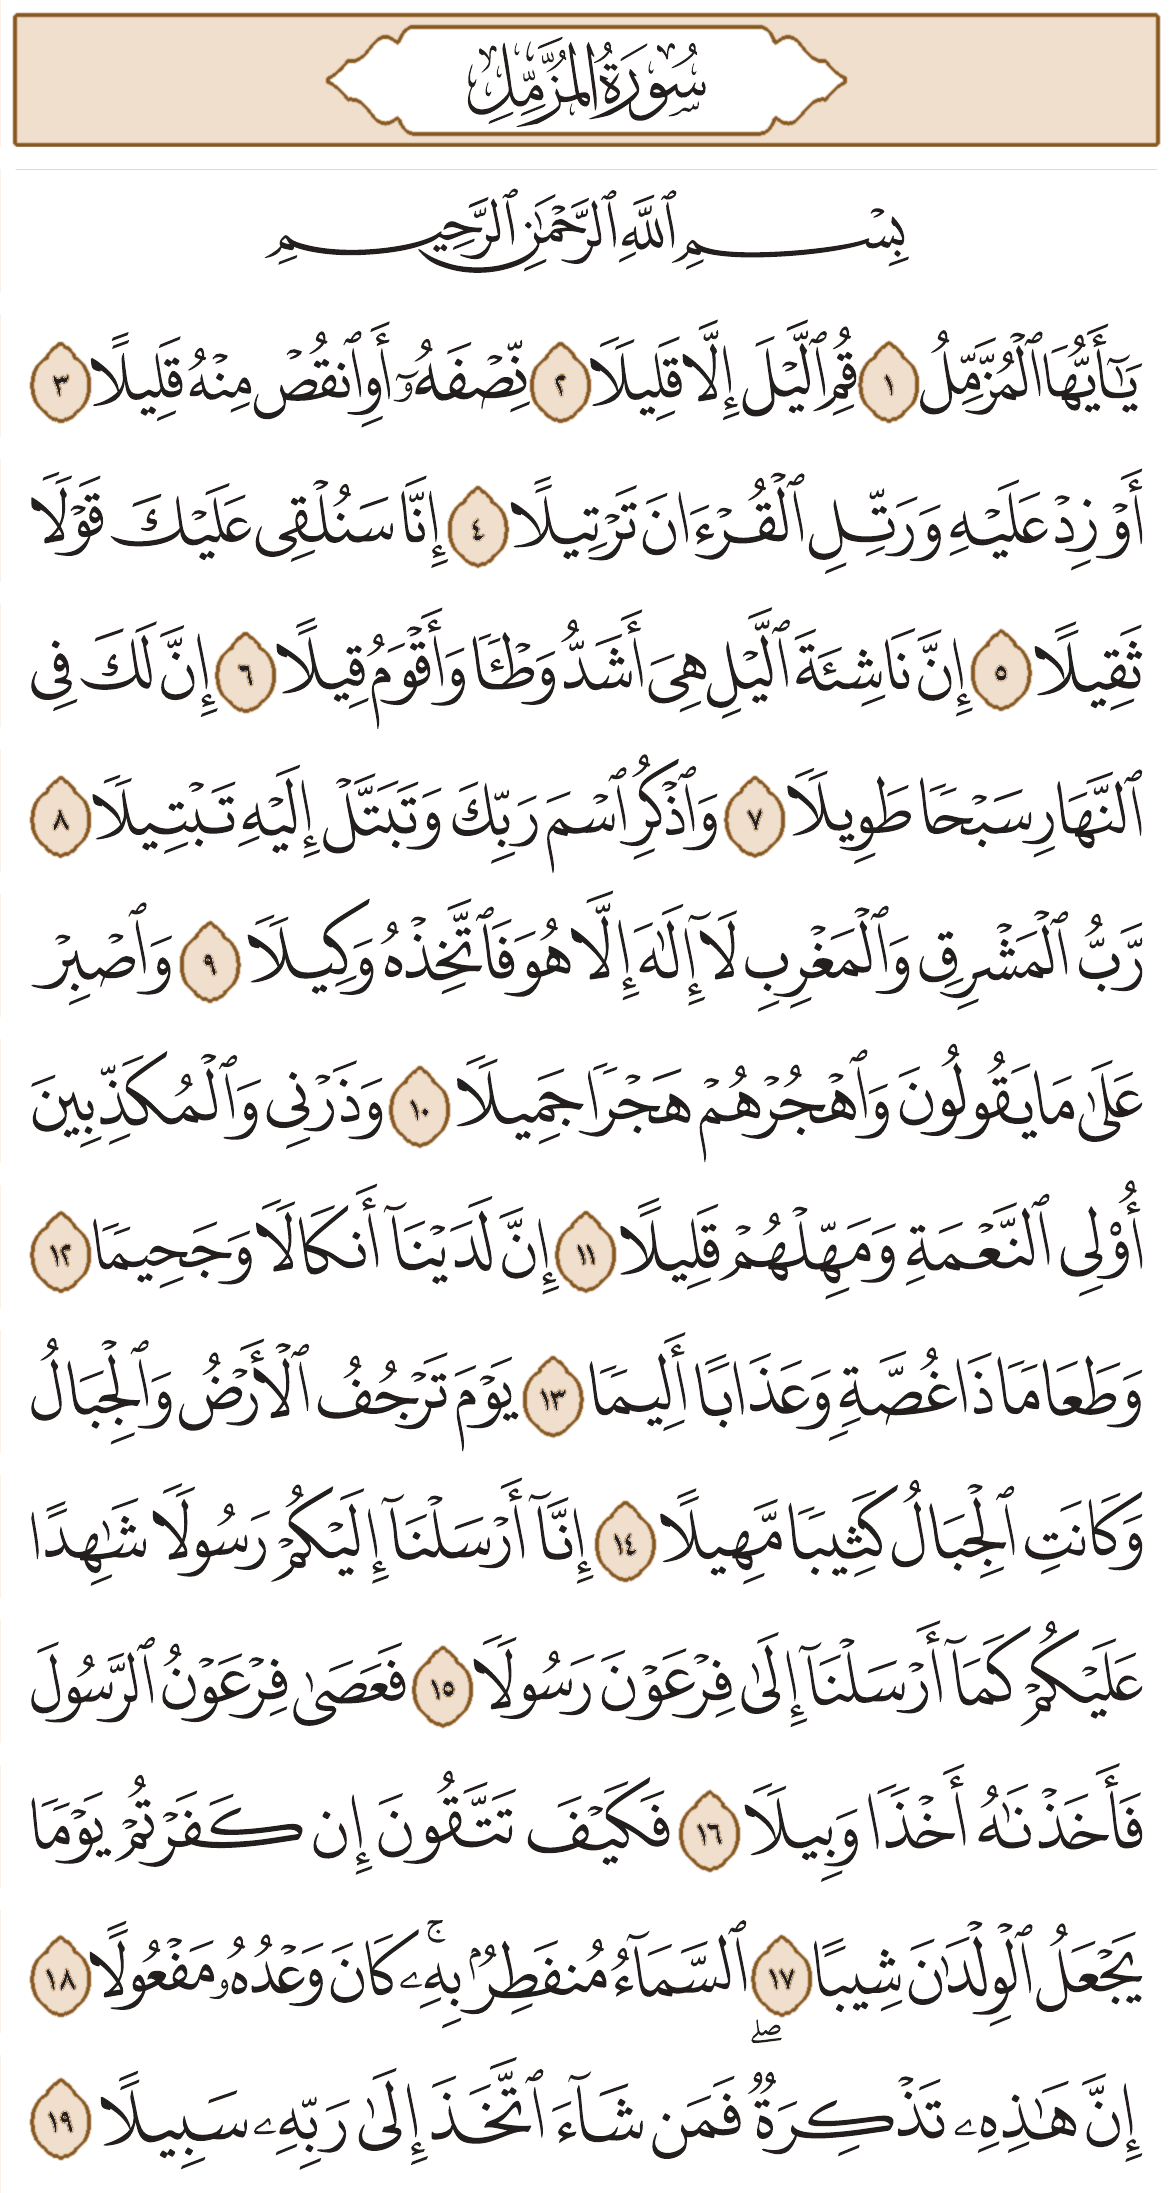 سُورَةُ الْمُزَّمِّلِ
بِسْمِ ٱللَّهِ ٱلرَّحْمَٰنِ ٱلرَّحِيمِ
يَٰٓأَيُّهَا ٱلْمُزَّمِّلُ ١ قُمِ ٱلَّيْلَ إِلَّا قَلِيلًا ٢ نِّصْفَهُۥٓ أَوِ ٱنقُصْ مِنْهُ قَلِيلًا ٣
أَوْ زِدْ عَلَيْهِ وَرَتِّلِ ٱلْقُرْءَانَ تَرْتِيلًا ٤ إِنَّا سَنُلْقِى عَلَيْكَ قَوْلًا
ثَقِيلًا ٥ إِنَّ نَاشِئَةَ ٱلَّيْلِ هِىَ أَشَدُّ وَطْـًٔا وَأَقْوَمُ قِيلًا ٦ إِنَّ لَكَ فِى
ٱلنَّهَارِ سَبْحًا طَوِيلًا ٧ وَٱذْكُرِ ٱسْمَ رَبِّكَ وَتَبَتَّلْ إِلَيْهِ تَبْتِيلًا ٨
رَّبُّ ٱلْمَشْرِقِ وَٱلْمَغْرِبِ لَآ إِلَٰهَ إِلَّا هُوَ فَٱتَّخِذْهُ وَكِيلًا ٩ وَٱصْبِرْ
عَلَىٰ مَا يَقُولُونَ وَٱهْجُرْهُمْ هَجْرًا جَمِيلًا ١٠ وَذَرْنِى وَٱلْمُكَذِّبِينَ
أُو۟لِى ٱلنَّعْمَةِ وَمَهِّلْهُمْ قَلِيلًا ١١ إِنَّ لَدَيْنَآ أَنكَالًا وَجَحِيمًا ١٢
وَطَعَامًا ذَا غُصَّةٍ وَعَذَابًا أَلِيمًا ١٣ يَوْمَ تَرْجُفُ ٱلْأَرْضُ وَٱلْجِبَالُ
وَكَانَتِ ٱلْجِبَالُ كَثِيبًا مَّهِيلًا ١٤ إِنَّآ أَرْسَلْنَآ إِلَيْكُمْ رَسُولًا شَٰهِدًا
عَلَيْكُمْ كَمَآ أَرْسَلْنَآ إِلَىٰ فِرْعَوْنَ رَسُولًا ١٥ فَعَصَىٰ فِرْعَوْنُ ٱلرَّسُولَ
فَأَخَذْنَٰهُ أَخْذًا وَبِيلًا ١٦ فَكَيْفَ تَتَّقُونَ إِن كَفَرْتُمْ يَوْمًا
يَجْعَلُ ٱلْوِلْدَٰنَ شِيبًا ١٧ ٱلسَّمَآءُ مُنفَطِرٌۢ بِهِۦ ۚ كَانَ وَعْدُهُۥ مَفْعُولًا ١٨
إِنَّ هَٰذِهِۦ تَذْكِرَةٌ ۖ فَمَن شَآءَ ٱتَّخَذَ إِلَىٰ رَبِّهِۦ سَبِيلًا ١٩